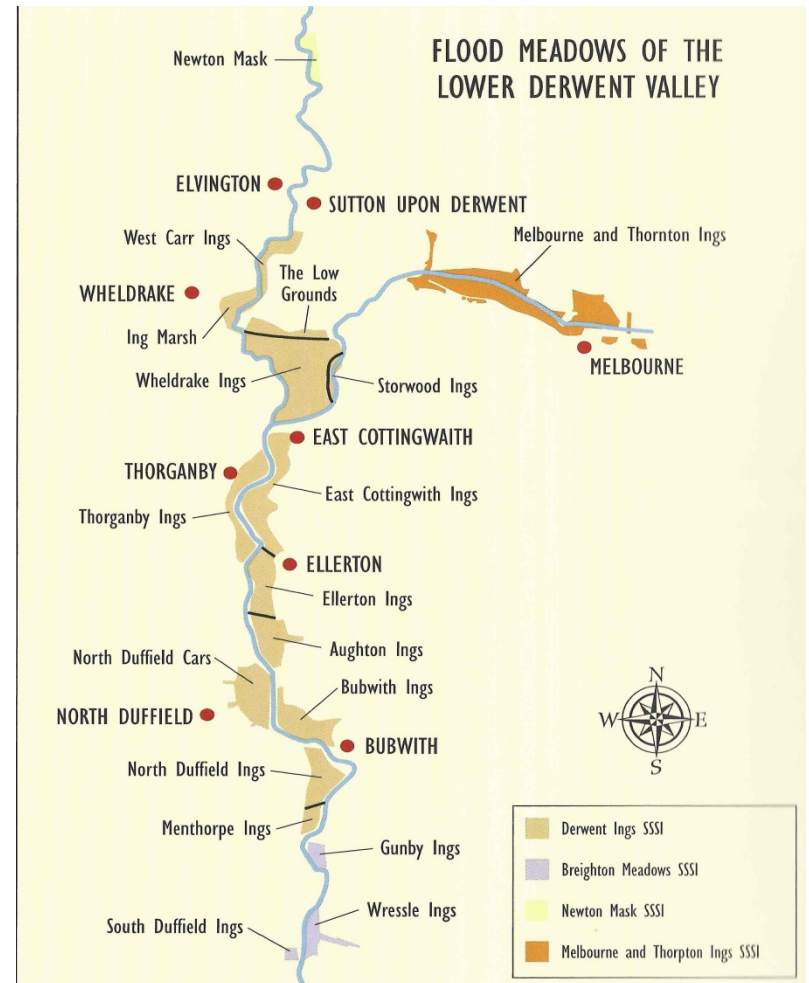 FLOOD MEADOWS OF THE
LOWER DERWENT VALLEY
Newton Mask
ELVINGTON
SUTTON UPON DERWENT
West Carr Ings
Melbourne and Thornton Ings
The Low
Grounds
WHELDRAKE
Ing Marsh
MELBOURNE
Wheldrake Ings
Storwood Ings
EAST COTTINGWAITH
THORGANBY
East Cottingwith Ings
Thorganby Ings
ELLERTON
Ellerton Ings
Aughton Ings
North Duffield Cars
Bubwith Ings
NORTH DUFFIELD
BUBWITH
N
W
E
S
North Duffield Ings
Menthorpe Ings
Gunby Ings
Wressle Ings
South Duffield Ings
Derwent Ings SSSI
Breighton Meadows SSSI
Newton Mask SSSI
Melbourne and Thorpton Ings SSSI